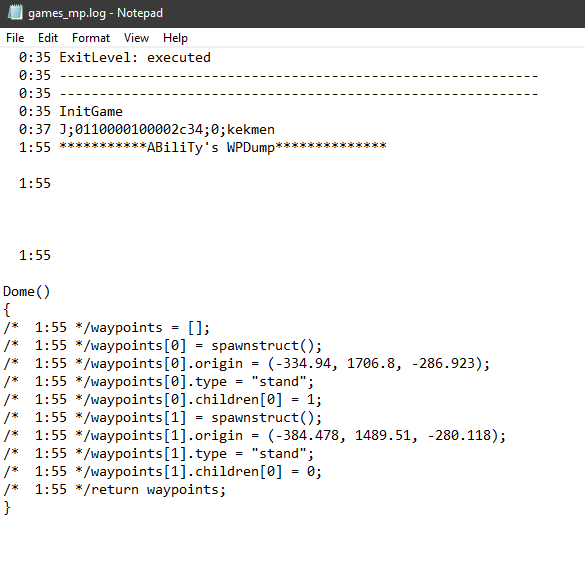 games_mp.log - Notepad
File Edit Format View Help
0:35 ExitLevel: executed
0:35 ------------------------------------------------------------
0:35 ------------------------------------------------------------
0:35 InitGame
0:37 J;0110000100002c34;0;kekmen
1:55 ***********ABiliTy's WPDump**************
1:55
1:55
Dome()
{
/*  1:55 */waypoints = [];
/*  1:55 */waypoints[0] = spawnstruct();
/*  1:55 */waypoints[0].origin = (-334.94, 1706.8, -286.923);
/*  1:55 */waypoints[0].type = "stand";
/*  1:55 */waypoints[0].children[0] = 1;
/*  1:55 */waypoints[1] = spawnstruct();
/*  1:55 */waypoints[1].origin = (-384.478, 1489.51, -280.118);
/*  1:55 */waypoints[1].type = "stand";
/*  1:55 */waypoints[1].children[0] = 0;
/*  1:55 */return waypoints;
}